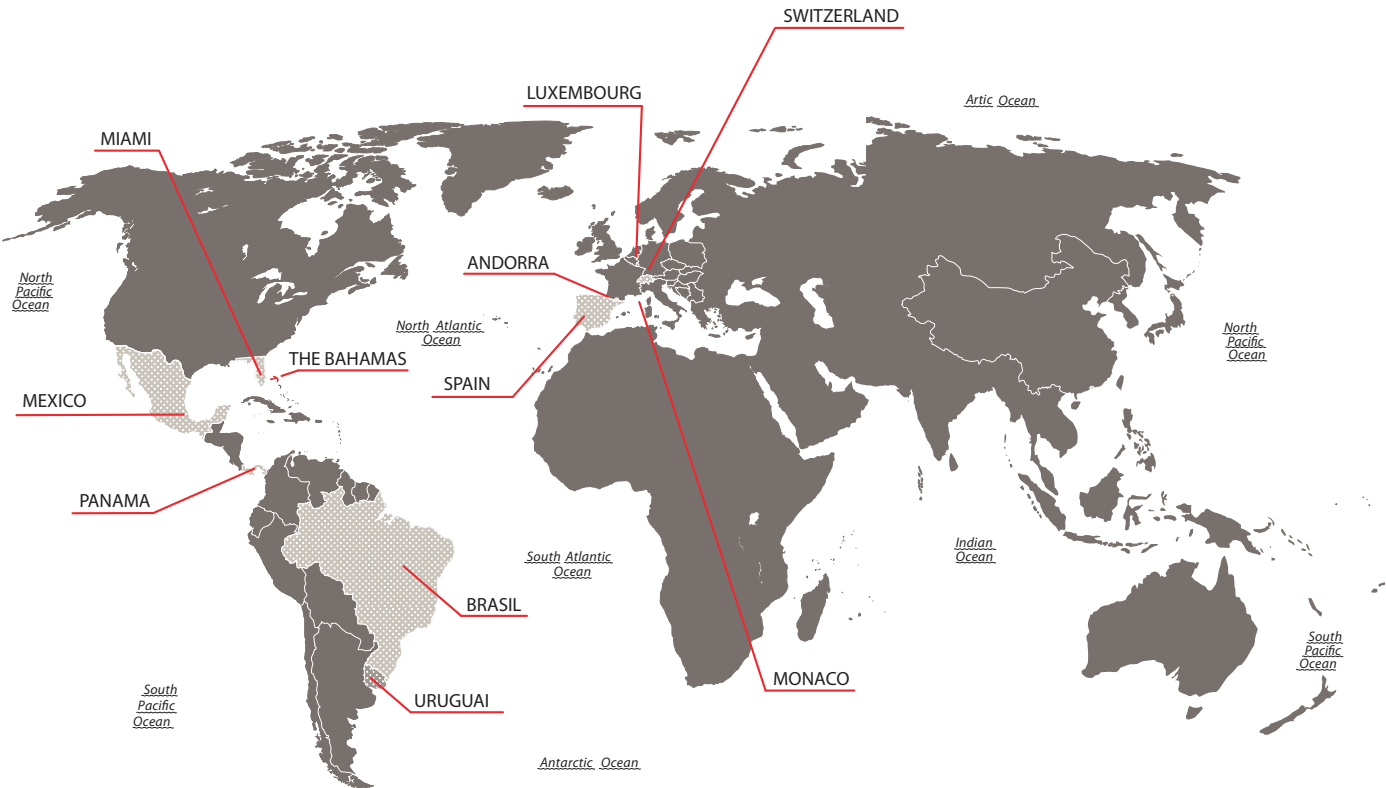 SWITZERLAND
LUXEMBOURG
Artic Ocean
MIAMI
ANDORRA
North
Pacific
Ocean
North Atlantic
Ocean
North
Pacific
Ocean
THE BAHAMAS
SPAIN
MEXICO
PANAMA
South Atlantic
Ocean
Indian
Ocean
BRASIL
South
Pacific
Ocean
MONACO
South
Pacific
Ocean
URUGUAI
Antarctic Ocean